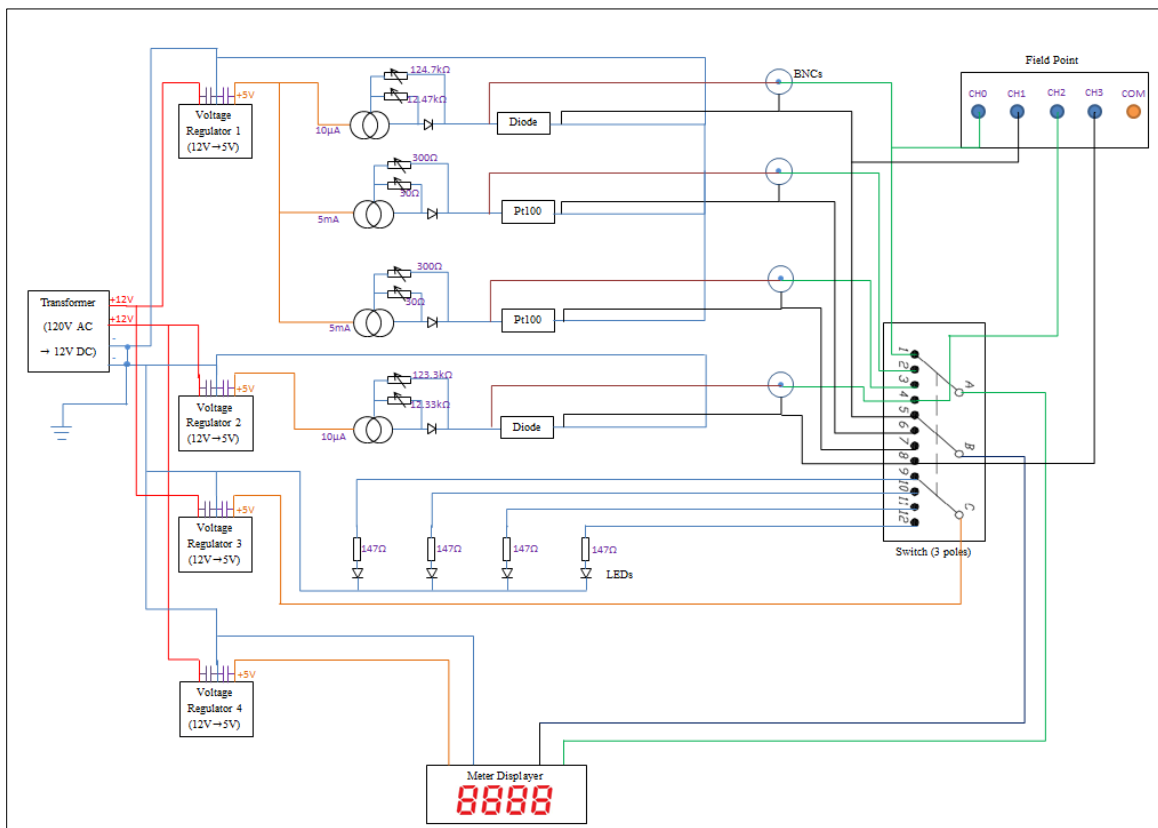 124.7kΩ
12.47kΩ
BNCs
Field Point
CH0 CH1 CH2 CH3 COM
+5V
Voltage
Regulator 1
(12V→5V)
10μA
Diode
300Ω
30Ω
5mA
Pt100
300Ω
30Ω
5mA
Pt100
Transformer
(120V AC
→ 12V DC)
+12V
+12V
-
-
+5V
Voltage
Regulator 2
(12V→5V)
123.3kΩ
12.33kΩ
10μA
Diode
1
2
3
4
5
6
7
8
9
10
11
12
A
B
C
Switch (3 poles)
+5V
Voltage
Regulator 3
(12V→5V)
147Ω 147Ω 147Ω 147Ω
LEDs
+5V
Voltage
Regulator 4
(12V→5V)
Meter Displayer
8888